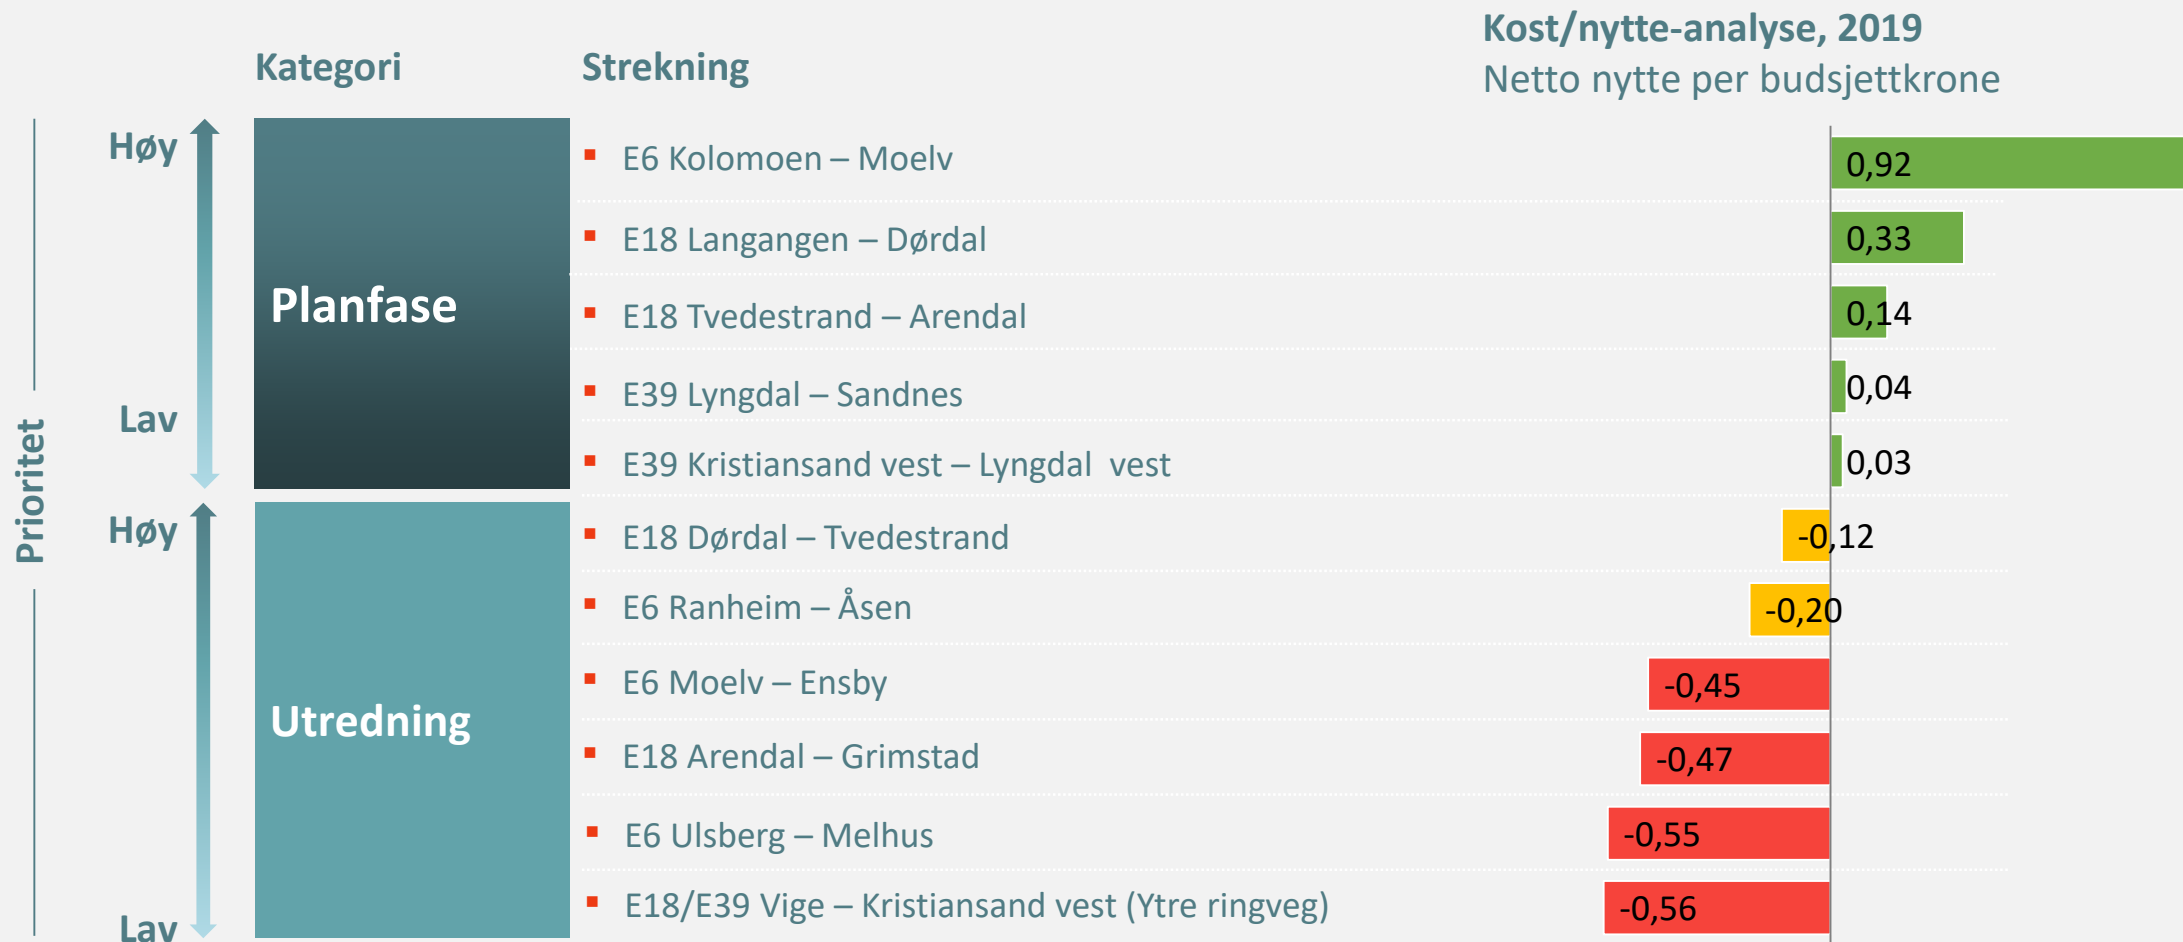 Kost/nytte-analyse, 2019
Netto nytte per budsjettkrone
Kategori
Strekning
Prioritet
Høy
Lav
Planfase
E6 Kolomoen – Moelv
0,92
E18 Langangen – Dørdal
0,33
E18 Tvedestrand – Arendal
0,14
E39 Lyngdal – Sandnes
0,04
E39 Kristiansand vest – Lyngdal vest
0,03
Høy
Lav
Utredning
E18 Dørdal – Tvedestrand
-0,12
E6 Ranheim – Åsen
-0,20
E6 Moelv – Ensby
-0,45
E18 Arendal – Grimstad
-0,47
E6 Ulsberg – Melhus
-0,55
E18/E39 Vige – Kristiansand vest (Ytre ringveg)
-0,56